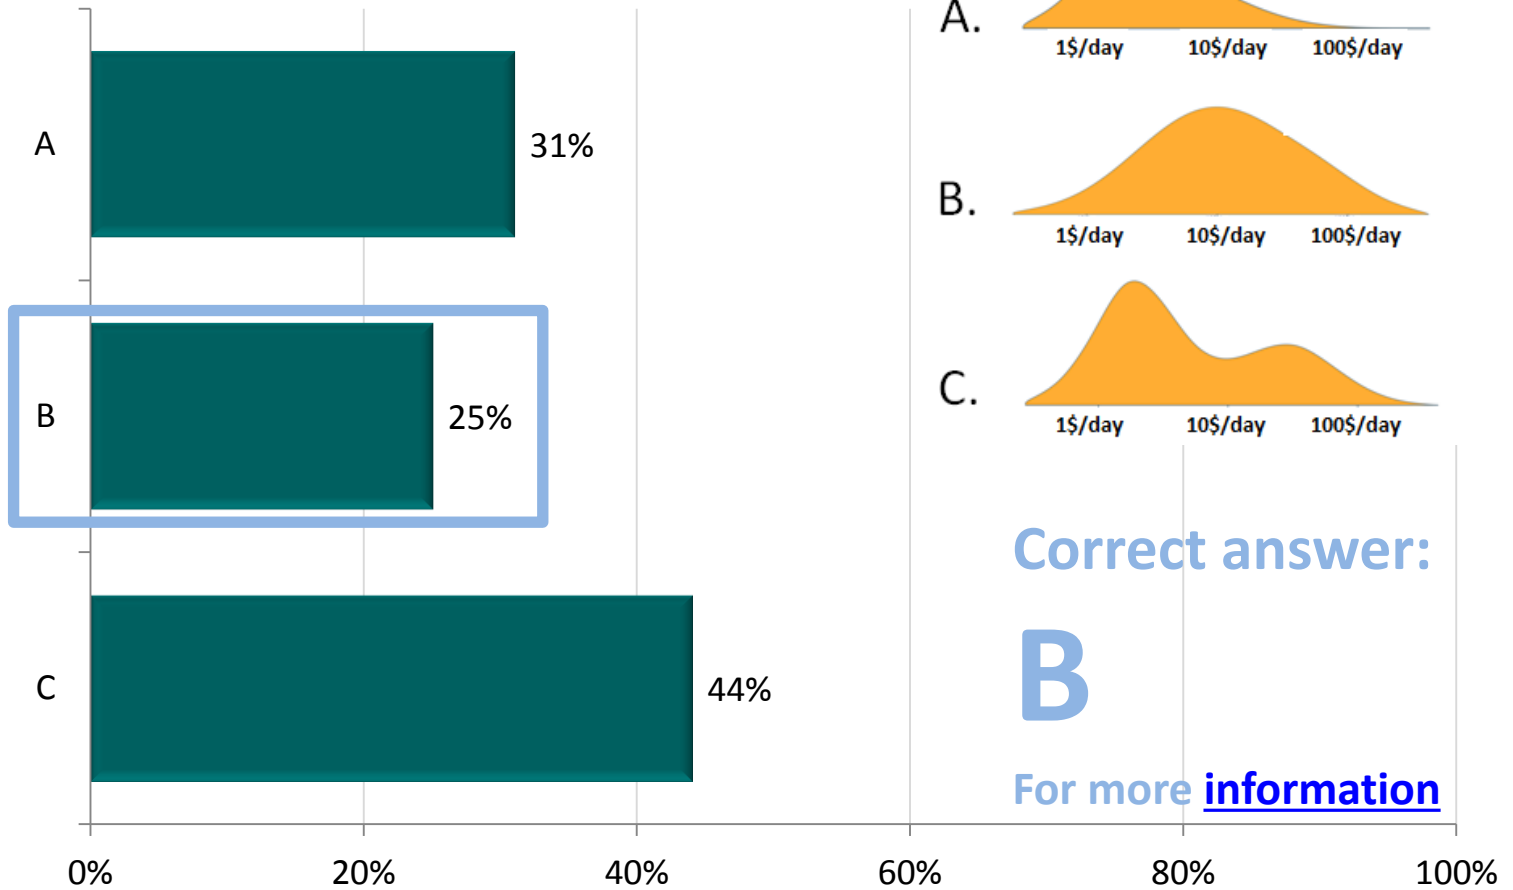 A
31%
B
25%
C
44%
0% 20% 40% 60% 80% 100%
A.
1$/day 10$/day 100$/day
B.
1$/day 10$/day 100$/day
C.
1$/day 10$/day 100$/day
Correct answer:
B
For more information